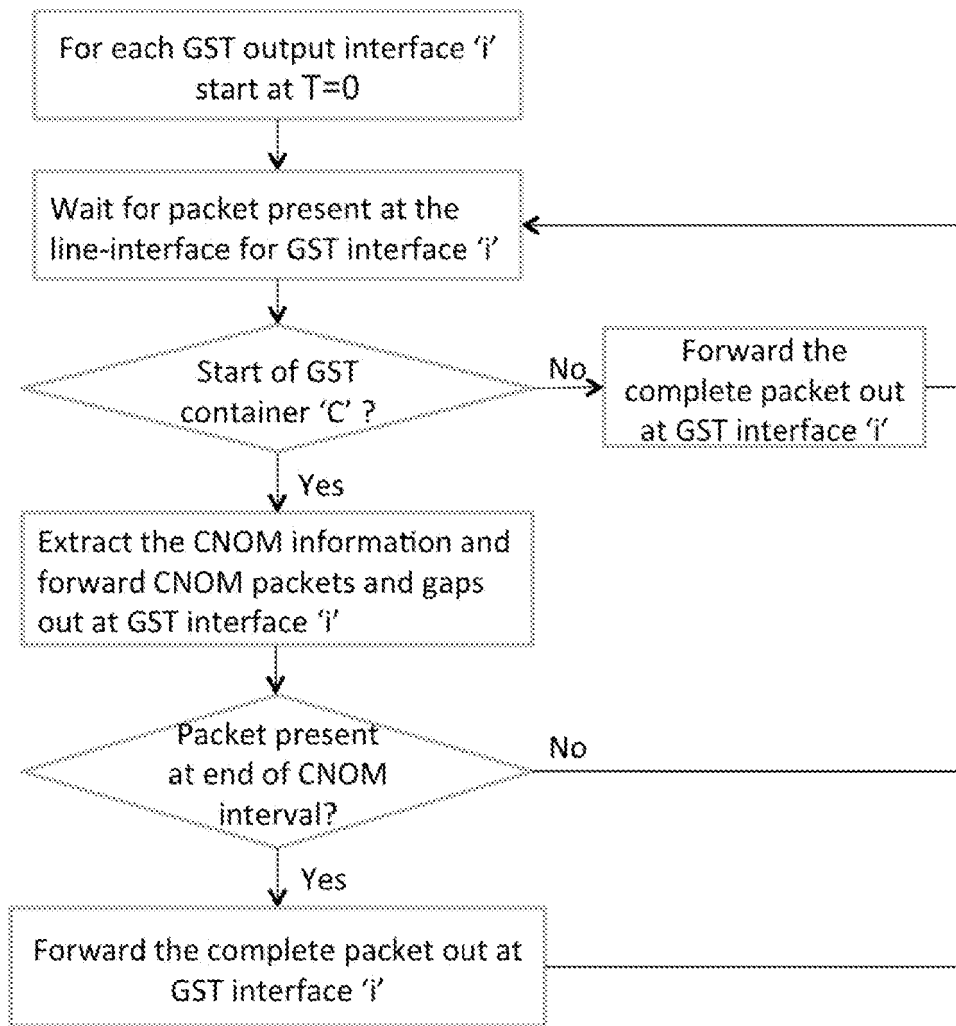 For each GST output interface ‘i’
start at T=0
Wait for packet present at the
line-interface for GST interface ‘i’
Start of GST
container ‘C’ ?
No
Forward the
complete packet out
at GST interface ‘i’
Yes
Extract the CNOM information and
forward CNOM packets and gaps
out at GST interface ‘i’
Packet present
at end of CNOM
interval?
No
Yes
Forward the complete packet out at
GST interface ‘i’